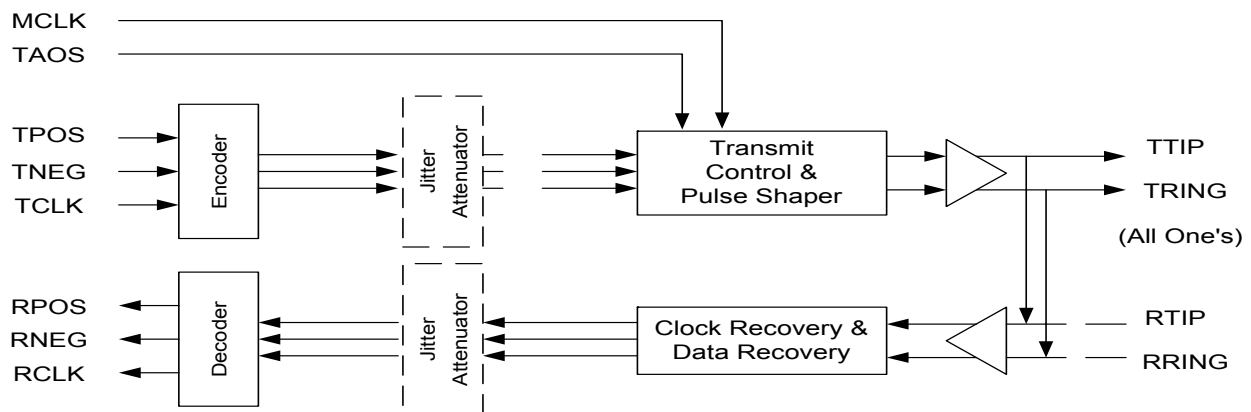 MCLK
TAOS
TPOS
TNEG
TCLK
Encoder
Jitter
Attenuator
Transmit
Control &
Pulse Shaper
TTIP
TRING
(All One's)
RPOS
RNEG
RCLK
Decoder
Jitter
Attenuator
Clock Recovery &
Data Recovery
RTIP
RRING